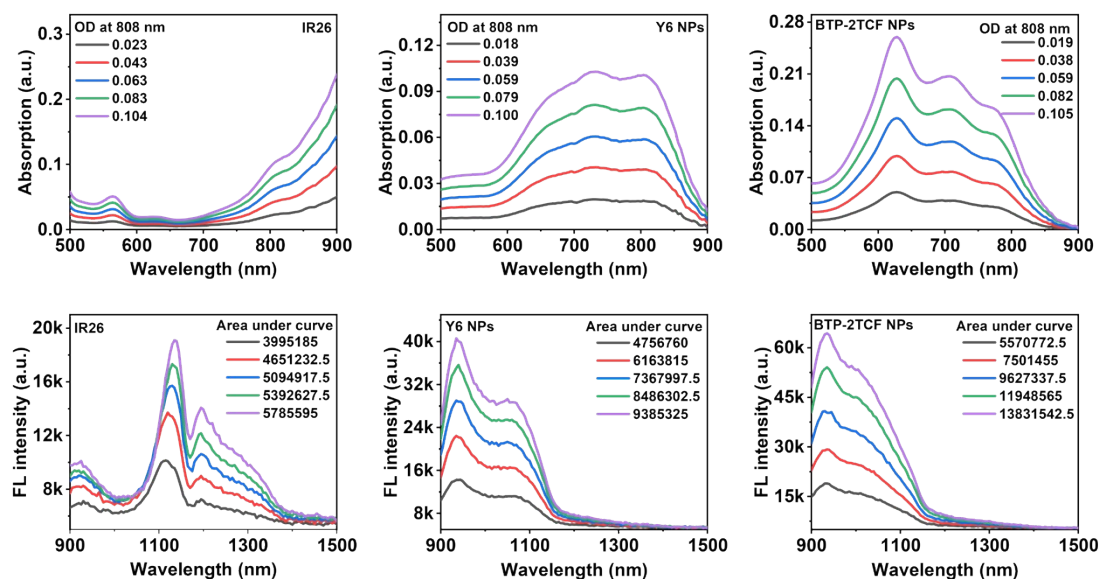 OD at 808 nm
IR26
0.023
0.043
0.063
0.083
0.104
0.3
0.2
0.1
0.0
Absorption (a.u.)
500 600 700 800 900
Wavelength (nm)
OD at 808 nm
Y6 NPs
0.018
0.039
0.059
0.079
0.100
0.12
0.09
0.06
0.03
0.00
Absorption (a.u.)
500 600 700 800 900
Wavelength (nm)
BTP-2TCF NPs
OD at 808 nm
0.019
0.038
0.059
0.082
0.105
0.28
0.21
0.14
0.07
0.00
Absorption (a.u.)
500 600 700 800 900
Wavelength (nm)
IR26
Area under curve
3995185
4651232.5
5094917.5
5392627.5
5785595
20k
16k
12k
8k
FL intensity (a.u.)
900 1100 1300 1500
Wavelength (nm)
Y6 NPs
Area under curve
4756760
6163815
7367997.5
8486302.5
9385325
40k
32k
24k
16k
8k
FL intensity (a.u.)
900 1100 1300 1500
Wavelength (nm)
BTP-2TCF NPs
Area under curve
5570772.5
7501455
9627337.5
11948565
13831542.5
60k
45k
30k
15k
FL intensity (a.u.)
900 1100 1300 1500
Wavelength (nm)